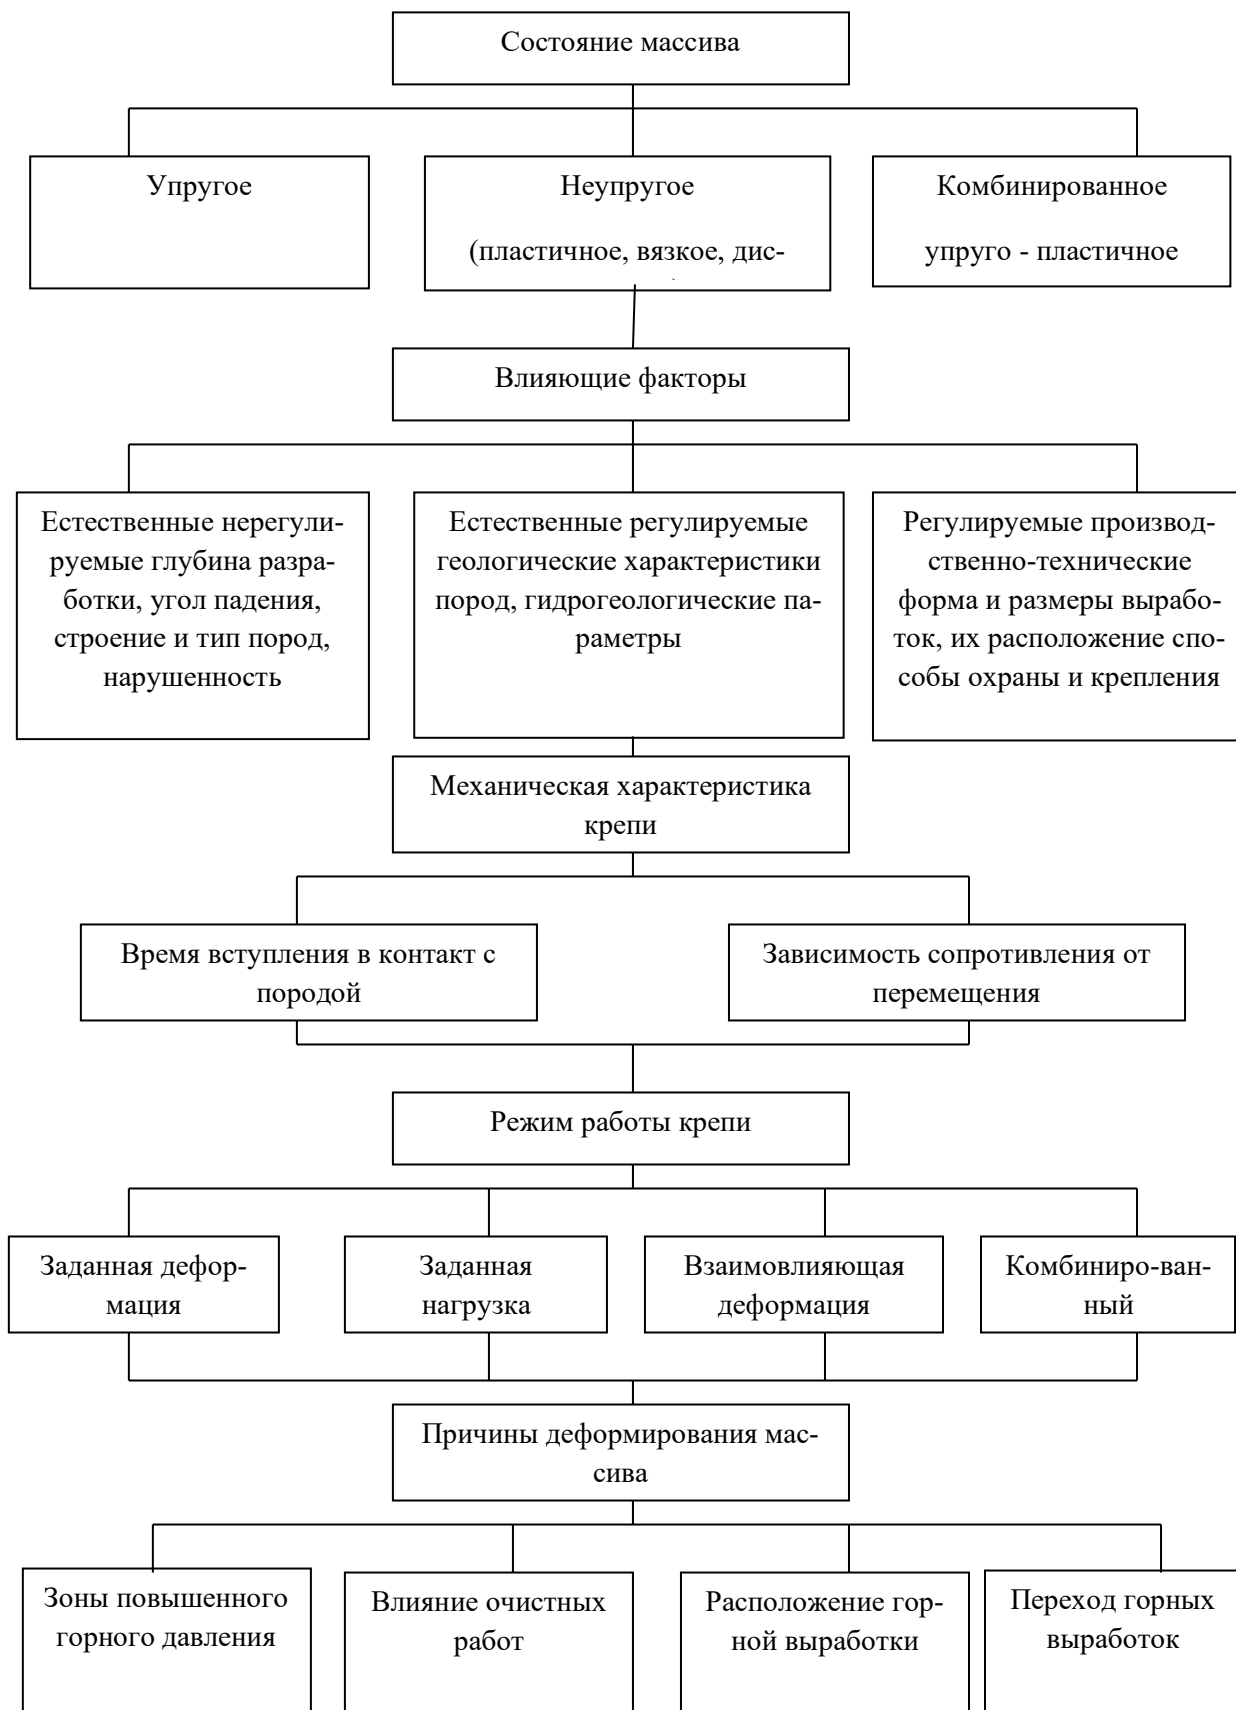 Состояние массива
Упругое
Неупругое
(пластичное, вязкое, дис-
Комбинированное
упруго - пластичное
Влияющие факторы
Естественные нерегули-
руемые глубина разра-
ботки, угол падения,
строение и тип пород,
нарушенность
Естественные регулируемые
геологические характеристики
пород, гидрогеологические па-
раметры
Регулируемые производ-
ственно-технические
форма и размеры вырабо-
ток, их расположение спо-
собы охраны и крепления
Механическая характеристика
крепи
Время вступления в контакт с
породой
Зависимость сопротивления от
перемещения
Режим работы крепи
Заданная дефор-
мация
Заданная
нагрузка
Взаимовлияющая
деформация
Комбиниро-ван-
ный
Причины деформирования мас-
сива
Зоны повышенного
горного давления
Влияние очистных
работ
Расположение гор-
ной выработки
Переход горных
выработок